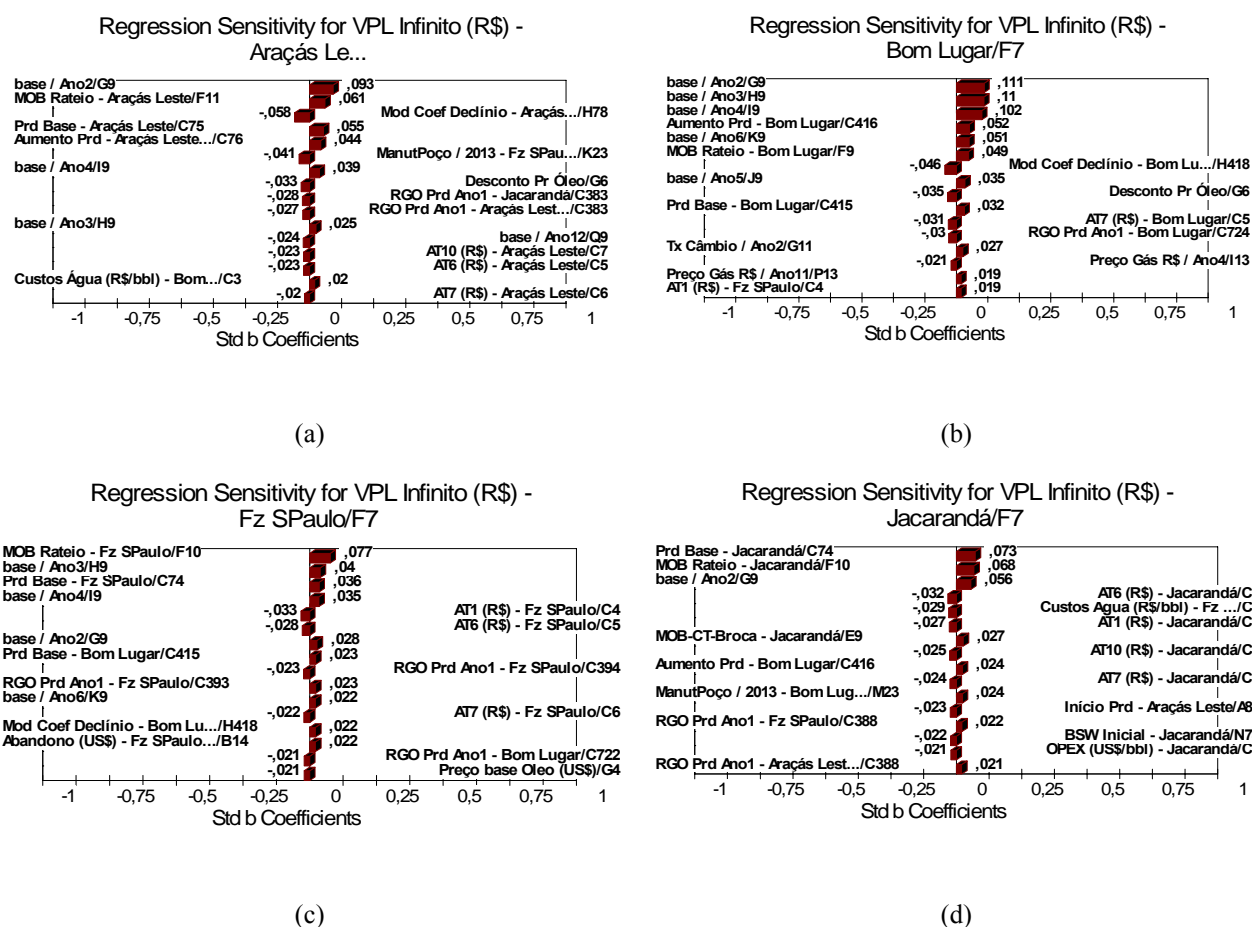 Regression Sensitivity for VPL Infinito (R$) -
Araçás Le...
base / Ano2/G9 ,093
MOB Rateio - Araçás Leste/F11 ,061
-,058 Mod Coef Declínio - Araçás.../H78
Prd Base - Araçás Leste/C75 ,055
Aumento Prd - Araçás Leste.../C76 ,044
-,041 ManutPoço / 2013 - Fz SPau.../K23
base / Ano4/I9 ,039
-,033 Desconto Pr Óleo/G6
-,028 RGO Prd Ano1 - Jacarandá/C383
-,027 RGO Prd Ano1 - Araçás Lest.../C383
base / Ano3/H9 ,025
-,024 base / Ano12/Q9
-,023 AT10 (R$) - Araçás Leste/C7
-,023 AT6 (R$) - Araçás Leste/C5
Custos Água (R$/bbl) - Bom.../C3 ,02
-,02 AT7 (R$) - Araçás Leste/C6
-1 -0,75 -0,5 -0,25 0 0,25 0,5 0,75 1
Std b Coefficients
(a)
Regression Sensitivity for VPL Infinito (R$) -
Bom Lugar/F7
base / Ano2/G9 ,111
base / Ano3/H9 ,11
base / Ano4/I9 ,102
Aumento Prd - Bom Lugar/C416 ,052
base / Ano6/K9 ,051
MOB Rateio - Bom Lugar/F9 ,049
-,046 Mod Coef Declínio - Bom Lu.../H418
base / Ano5/J9 ,035
-,035 Desconto Pr Óleo/G6
Prd Base - Bom Lugar/C415 ,032
-,031 AT7 (R$) - Bom Lugar/C5
-,03 RGO Prd Ano1 - Bom Lugar/C724
Tx Câmbio / Ano2/G11 ,027
-,021 Preço Gás R$ / Ano4/I13
Preço Gás R$ / Ano11/P13 ,019
AT1 (R$) - Fz SPaulo/C4 ,019
-1 -0,75 -0,5 -0,25 0 0,25 0,5 0,75 1
Std b Coefficients
(b)
Regression Sensitivity for VPL Infinito (R$) -
Fz SPaulo/F7
MOB Rateio - Fz SPaulo/F10 ,077
base / Ano3/H9 ,04
Prd Base - Fz SPaulo/C74 ,036
base / Ano4/I9 ,035
-,033 AT1 (R$) - Fz SPaulo/C4
-,028 AT6 (R$) - Fz SPaulo/C5
base / Ano2/G9 ,028
Prd Base - Bom Lugar/C415 ,023
-,023 RGO Prd Ano1 - Fz SPaulo/C394
RGO Prd Ano1 - Fz SPaulo/C393 ,023
base / Ano6/K9 ,022
-,022 AT7 (R$) - Fz SPaulo/C6
Mod Coef Declínio - Bom Lu.../H418 ,022
Abandono (US$) - Fz SPaulo.../B14 ,022
-,021 RGO Prd Ano1 - Bom Lugar/C722
-,021 Preço base Oleo (US$)/G4
-1 -0,75 -0,5 -0,25 0 0,25 0,5 0,75 1
Std b Coefficients
(c)
Regression Sensitivity for VPL Infinito (R$) -
Jacarandá/F7
Prd Base - Jacarandá/C74 ,073
MOB Rateio - Jacarandá/F10 ,068
base / Ano2/G9 ,056
-,032 AT6 (R$) - Jacarandá/C
-,029 Custos Agua (R$/bbl) - Fz .../C
-,027 AT1 (R$) - Jacarandá/C
MOB-CT-Broca - Jacarandá/E9 ,027
-,025 AT10 (R$) - Jacarandá/C
Aumento Prd - Bom Lugar/C416 ,024
-,024 AT7 (R$) - Jacarandá/C
ManutPoço / 2013 - Bom Lug.../M23 ,024
-,023 Início Prd - Araçás Leste/A8
RGO Prd Ano1 - Fz SPaulo/C388 ,022
-,022 BSW Inicial - Jacarandá/N7
-,021 OPEX (US$/bbl) - Jacarandá/C
RGO Prd Ano1 - Araçás Lest.../C388 ,021
-1 -0,75 -0,5 -0,25 0 0,25 0,5 0,75 1
Std b Coefficients
(d)